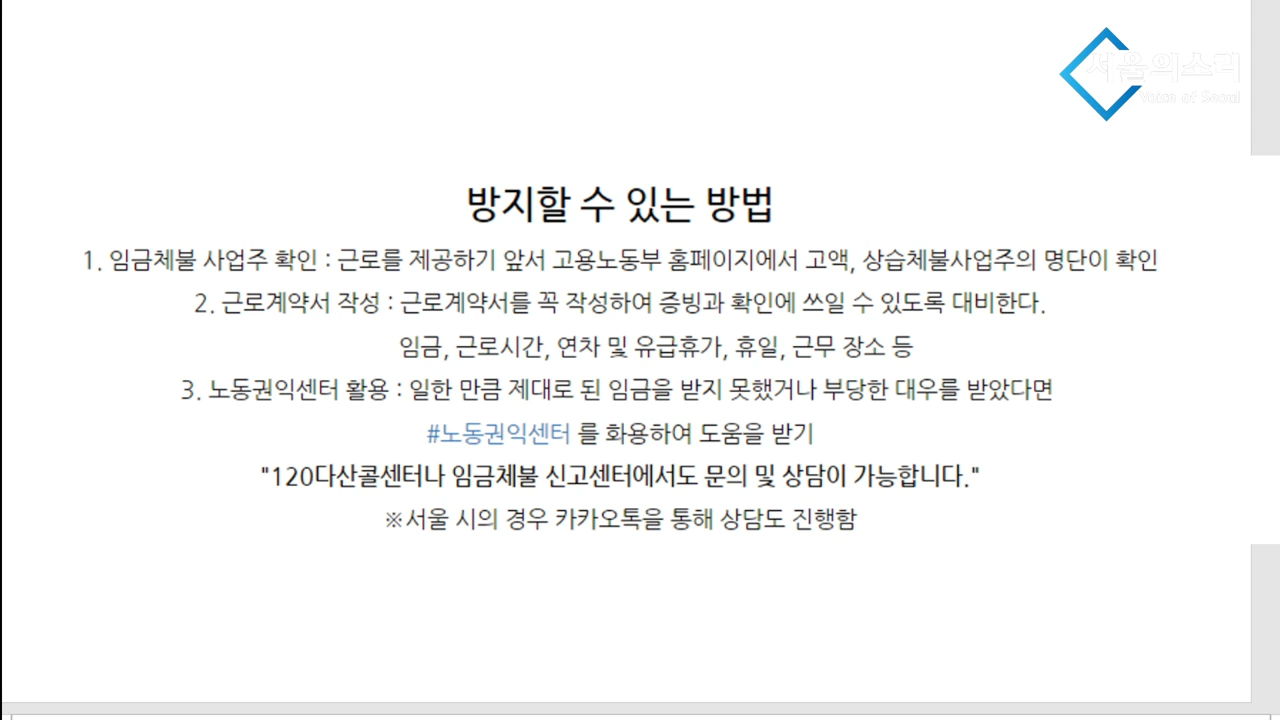 서울의소리
Voice of Seoul
방지할 수 있는 방법
1. 임금체불 사업주 확인 : 근로를 제공하기 앞서 고용노동부 홈페이지에서 고액, 상습체불사업주의 명단이 확인
2. 근로계약서 작성 : 근로계약서를 꼭 작성하여 증빙과 확인에 쓰일 수 있도록 대비한다.
임금, 근로시간, 연차 및 유급휴가, 휴일, 근무 장소 등
3. 노동권익센터 활용 : 일한 만큼 제대로 된 임금을 받지 못했거나 부당한 대우를 받았다면
#노동권익센터 를 화용하여 도움을 받기
"120다산콜센터나 임금체불 신고센터에서도 문의 및 상담이 가능합니다."
※서울 시의 경우 카카오톡을 통해 상담도 진행함